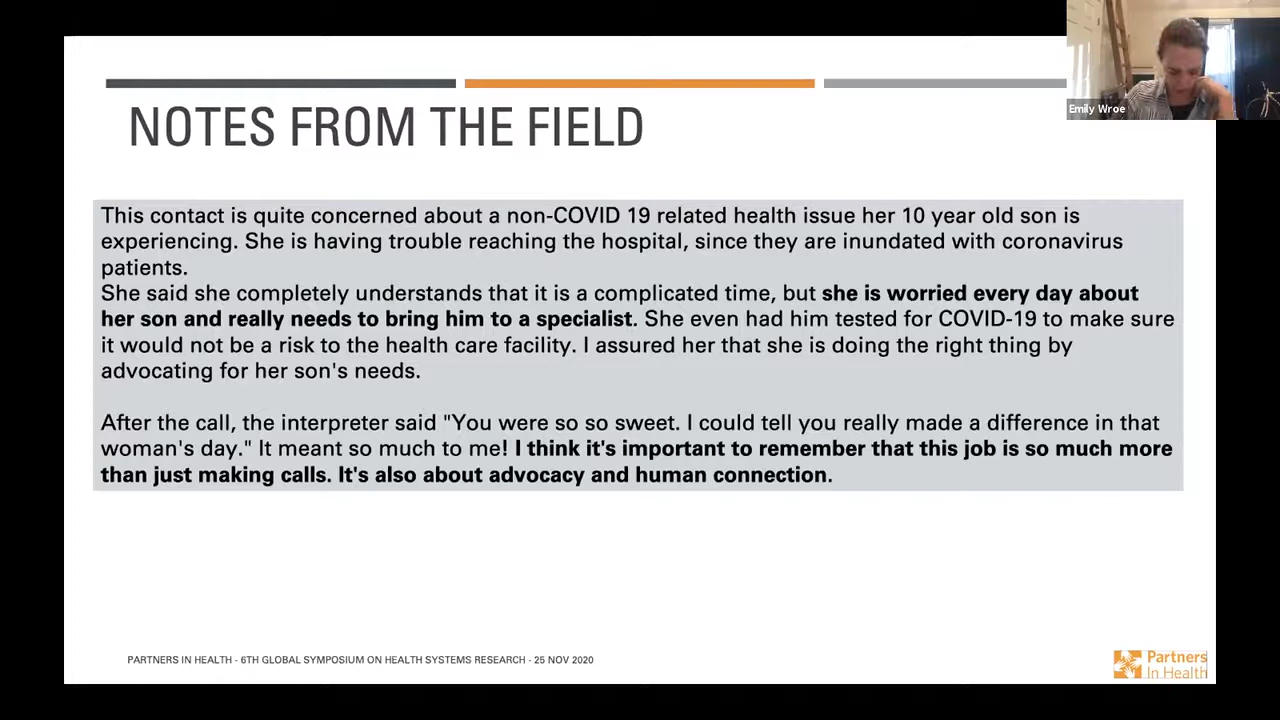 Emily Wroe
NOTES FROM THE FIELD
This contact is quite concerned about a non-COVID 19 related health issue her 10 year old son is
experiencing. She is having trouble reaching the hospital, since they are inundated with coronavirus
patients.
She said she completely understands that it is a complicated time, but she is worried every day about
her son and really needs to bring him to a specialist. She even had him tested for COVID-19 to make sure
it would not be a risk to the health care facility. I assured her that she is doing the right thing by
advocating for her son's needs.
After the call, the interpreter said "You were so so sweet. I could tell you really made a difference in that
woman's day." It meant so much to me! I think it's important to remember that this job is so much more
than just making calls. It's also about advocacy and human connection.
PARTNERS IN HEALTH - 6TH GLOBAL SYMPOSIUM ON HEALTH SYSTEMS RESEARCH - 25 NOV 2020
Partners
In Health